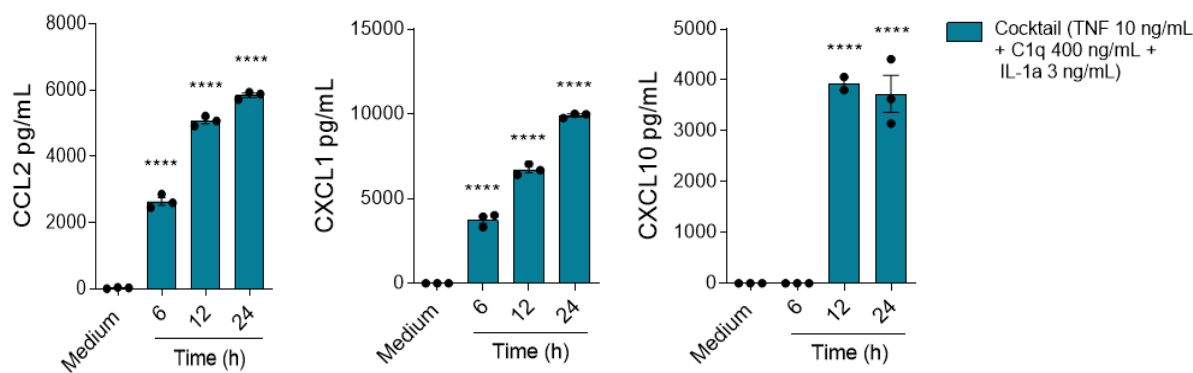 8000
6000
4000
2000
0
CCL2 pg/mL
****
****
****
Medium
6
12
24
Time (h)
15000
10000
5000
0
CXCL1 pg/mL
****
****
****
Medium
6
12
24
Time (h)
5000
4000
3000
2000
1000
0
CXCL10 pg/mL
****
****
Medium
6
12
24
Time (h)
Cocktail (TNF 10 ng/mL
+ C1q 400 ng/mL +
IL-1a 3 ng/mL)